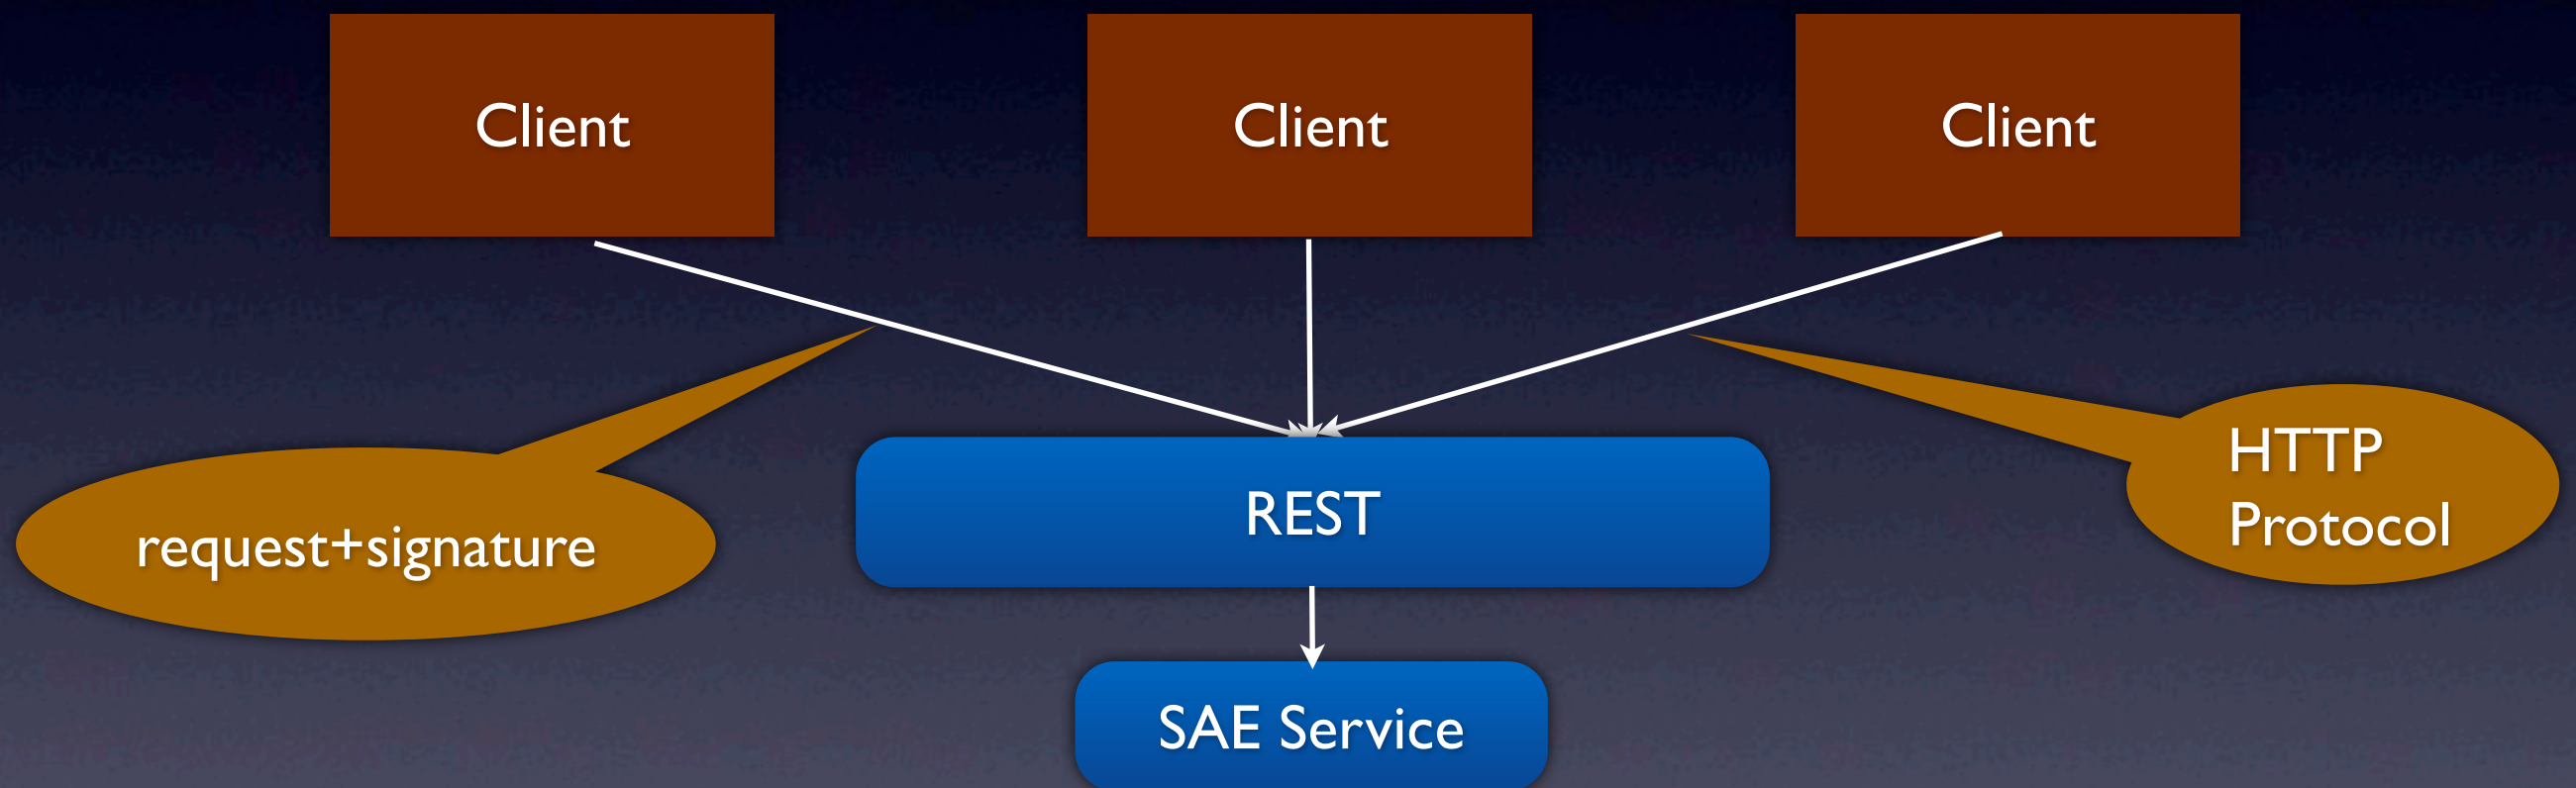 Client
Client
Client
request+signature
REST
HTTP
Protocol
SAE Service